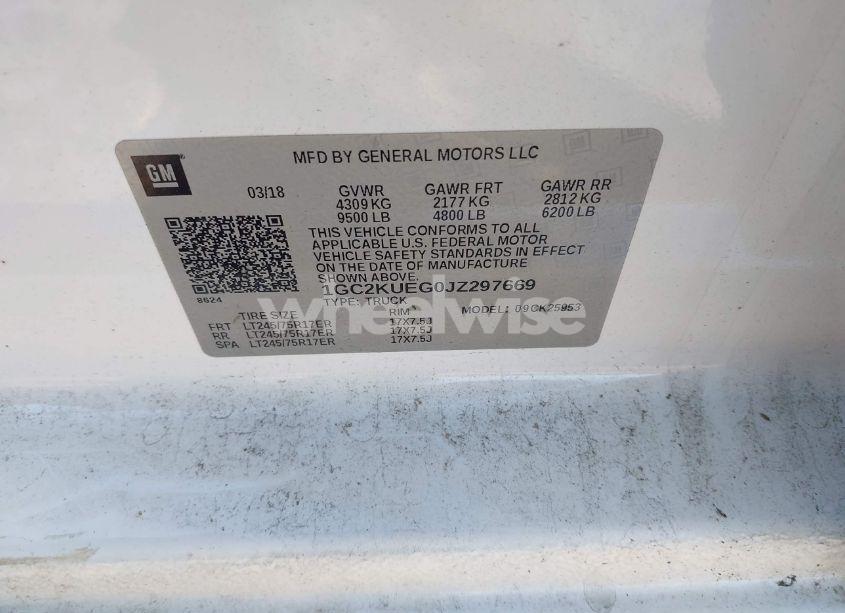 GM
MFD BY GENERAL MOTORS LLC
03/18 GVWR GAWR FRT GAWR RR
4309 KG 2177 KG 2812 KG
9500 LB 4800 LB 6200 LB
THIS VEHICLE CONFORMS TO ALL
APPLICABLE U.S. FEDERAL MOTOR
VEHICLE SAFETY STANDARDS IN EFFECT
ON THE DATE OF MANUFACTURE
SHOWN ABOVE.
8624
1GC2KUEG0JZ297669
TYPE: TRUCK MODEL: 09CK25953
TIRE SIZE RIM
FRT LT245/75R17ER 17X7.5J
RR LT245/75R17ER 17X7.5J
SPA LT245/75R17ER 17X7.5J
wheelwise